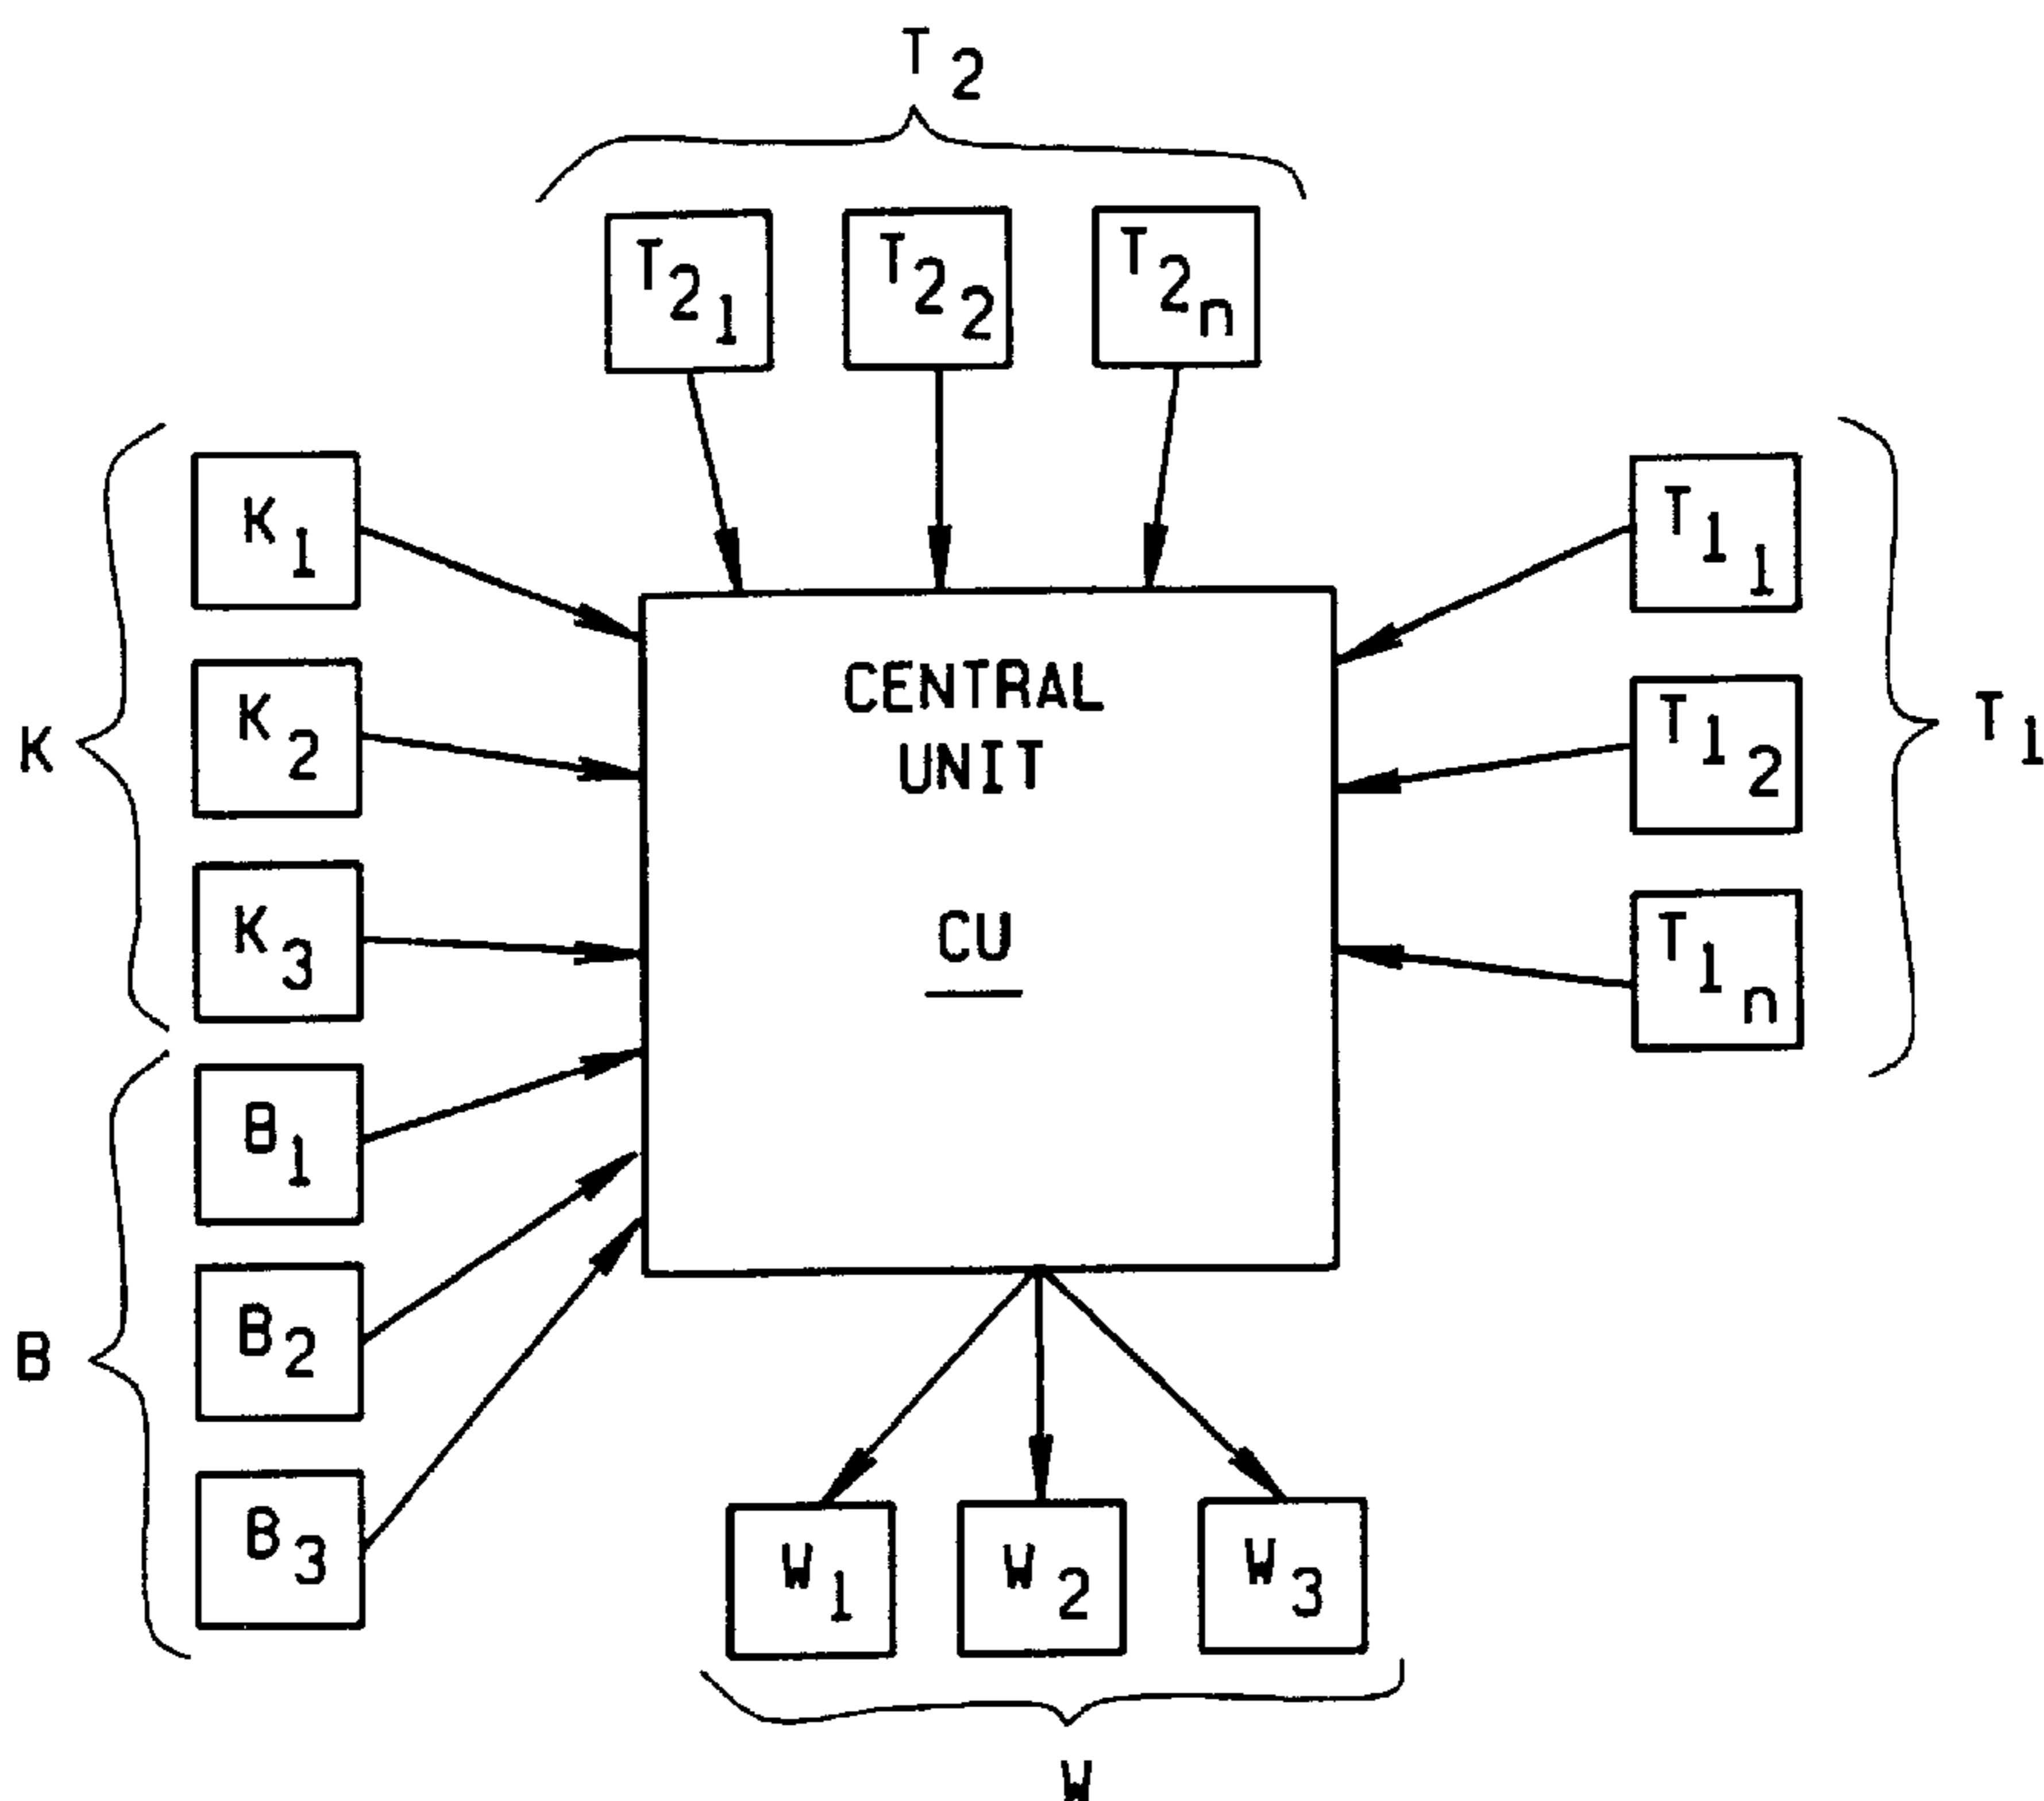 T2
T21
T22
T2n
K
K1
K2
K3
CENTRAL
UNIT
CU
T11
T12
T1n
T1
B
B1
B2
B3
W1
W2
W3
W